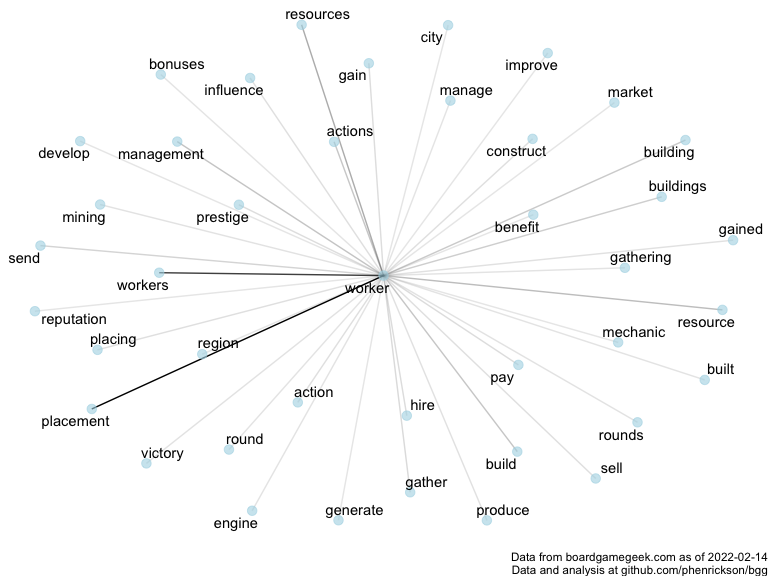 resources
city
bonuses
influence
gain
improve
manage
market
actions
develop
management
construct
building
buildings
mining
prestige
benefit
gained
send
workers
worker
gathering
reputation
placing
region
resource
mechanic
built
pay
action
hire
placement
round
rounds
victory
build
sell
gather
engine
generate
produce
Data from boardgamegeek.com as of 2022-02-14
Data and analysis at github.com/phenrickson/bgg